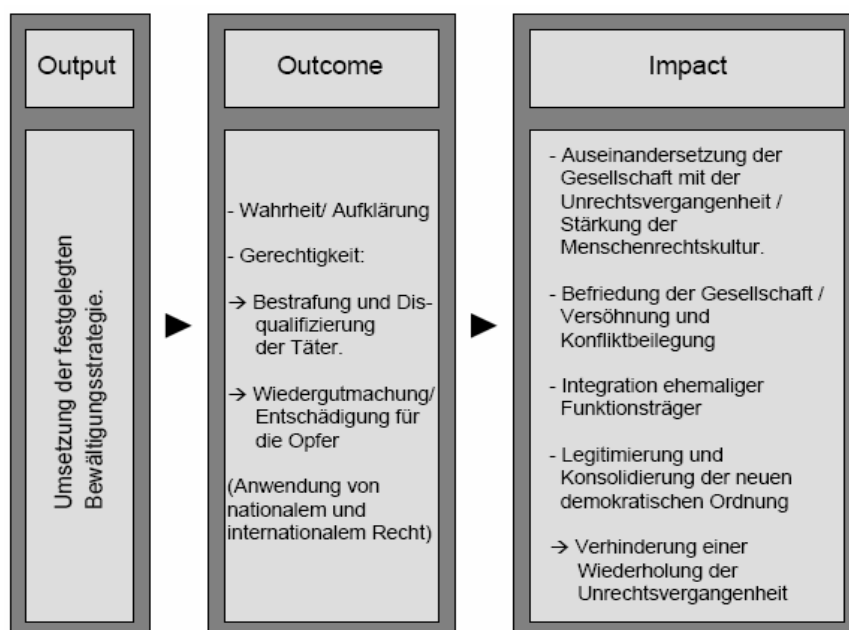 Output
Umsetzung der festgelegten
Bewältigungsstrategie.
Outcome
- Wahrheit/ Aufklärung
- Gerechtigkeit:
→ Bestrafung und Dis-
qualifizierung
der Täter.
→ Wiedergutmachung/
Entschädigung für
die Opfer
(Anwendung von
nationalem und
internationalem Recht)
Impact
- Auseinandersetzung der
Gesellschaft mit der
Unrechtsvergangenheit /
Stärkung der
Menschenrechtskultur.
- Befriedung der Gesellschaft /
Versöhnung und
Konfliktbeilegung
- Integration ehemaliger
Funktionsträger
- Legitimierung und
Konsolidierung der neuen
demokratischen Ordnung
→ Verhinderung einer
Wiederholung der
Unrechtsvergangenheit